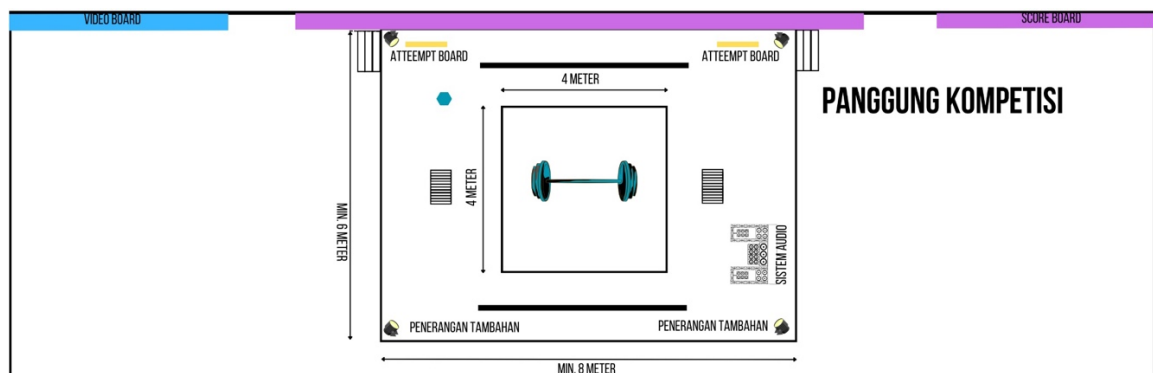 VIDEO BOARD
SCORE BOARD
ATTEEMPT BOARD
ATTEEMPT BOARD
4 METER
PANGGUNG KOMPETISI
4 METER
MIN. 6 METER
SISTEM AUDIO
PENERANGAN TAMBAHAN
PENERANGAN TAMBAHAN
MIN. 8 METER